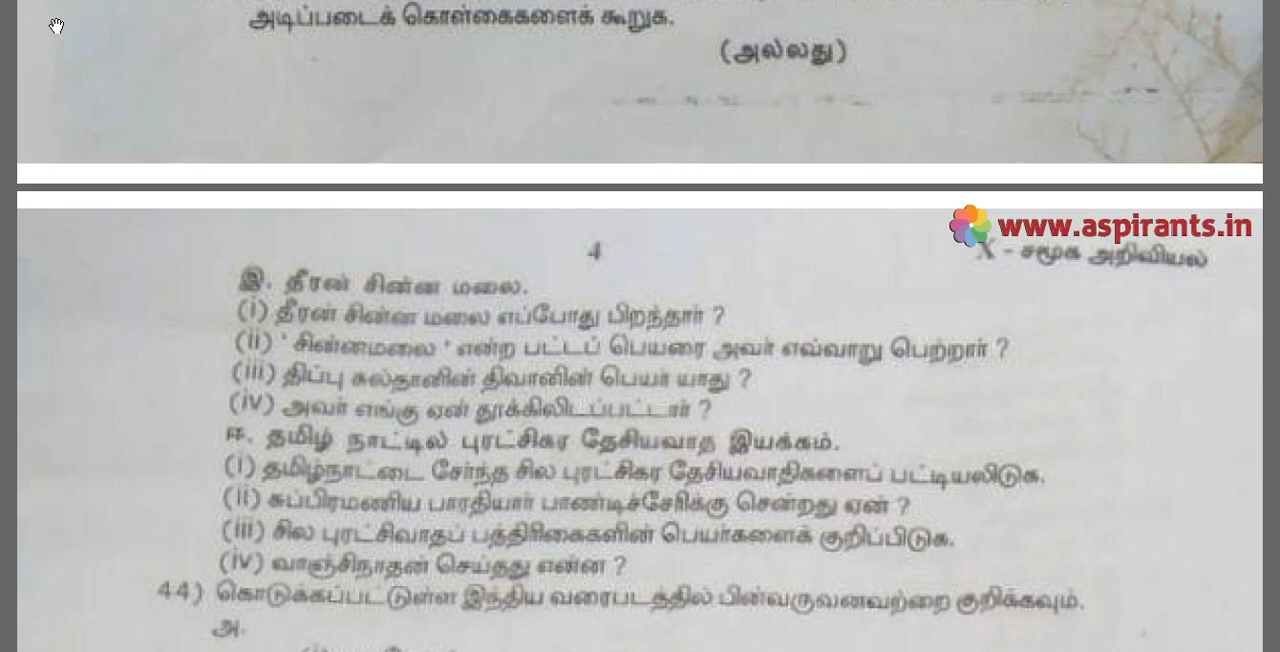 அடிப்படைக் கொள்கைகளைக் கூறுக.
(அல்லது)
www.aspirants.in
4
X - சமூக அறிவியல்
இ. தீரன் சின்ன மலை.
(i) தீரன் சின்ன மலை எப்போது பிறந்தார் ?
(ii) ' சின்னமலை ' என்ற பட்டப் பெயரை அவர் எவ்வாறு பெற்றார் ?
(iii) திப்பு சுல்தானின் திவானின் பெயர் யாது ?
(iv) அவர் எங்கு ஏன் தூக்கிலிடப்பட்டார் ?
ஈ. தமிழ் நாட்டில் புரட்சிகர தேசியவாத இயக்கம்.
(i) தமிழ்நாட்டை சேர்ந்த சில புரட்சிகர தேசியவாதிகளைப் பட்டியலிடுக.
(ii) சுப்பிரமணிய பாரதியார் பாண்டிச்சேரிக்கு சென்றது ஏன் ?
(iii) சில புரட்சிவாதப் பத்திரிகைகளின் பெயர்களைக் குறிப்பிடுக.
(iv) வாஞ்சிநாதன் செய்தது என்ன ?
44) கொடுக்கப்பட்டுள்ள இந்திய வரைபடத்தில் பின்வருவனவற்றை குறிக்கவும்.
அ.